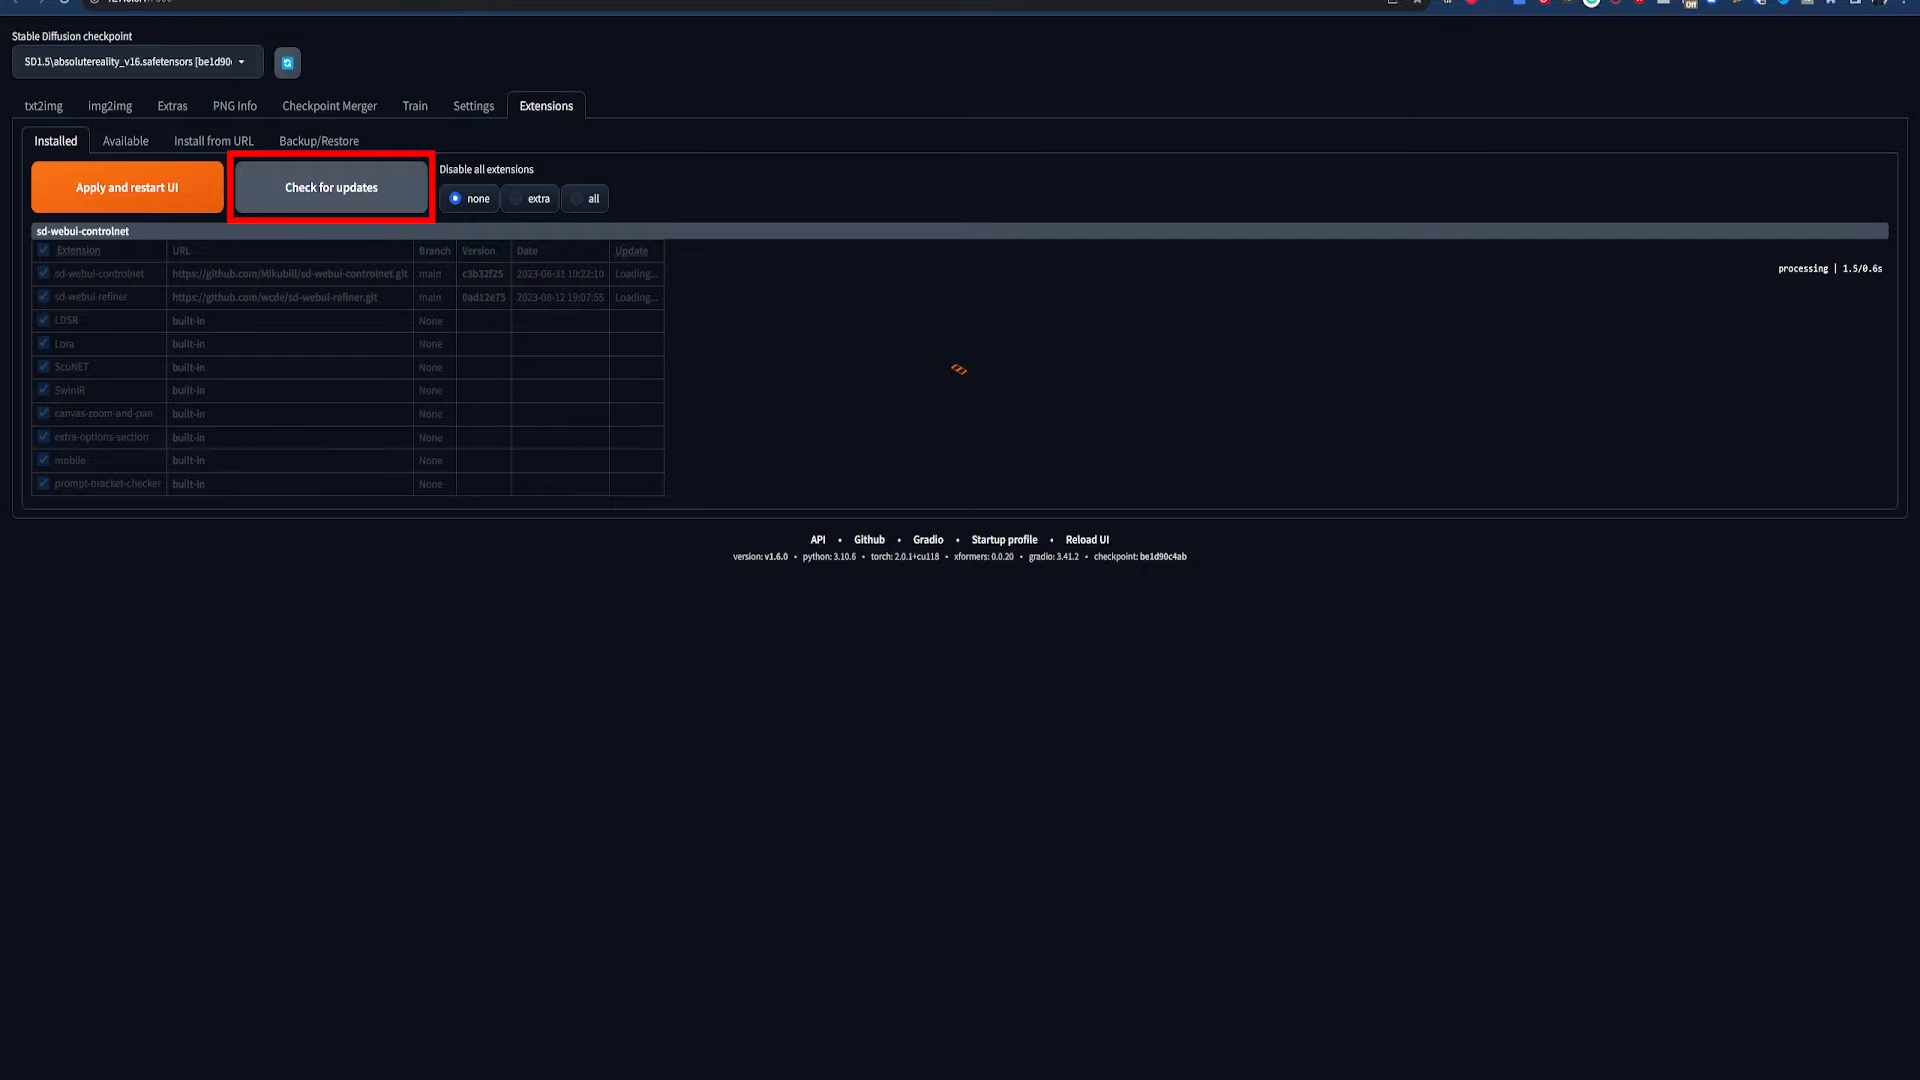 Off
Stable Diffusion checkpoint
SD1.5\absolutereality_v16.safetensors [be1d90
txt2img img2img Extras PNG Info Checkpoint Merger Train Settings Extensions
Installed Available Install from URL Backup/Restore
Apply and restart UI Check for updates
Disable all extensions
none extra all
sd-webui-controlnet
Extension URL Branch Version Date Update
sd-webui-controlnet https://github.com/Mikubill/sd-webui-controlnet.git main c3b32f25 2023-08-31 10:22:10 Loading...
processing | 1.5/0.6s
sd-webui-refiner https://github.com/wcde/sd-webui-refiner.git main 0ad12e75 2023-08-12 19:07:55 Loading...
LDSR built-in None
Lora built-in None
ScuNET built-in None
SwinIR built-in None
canvas-zoom-and-pan built-in None
extra-options-section built-in None
mobile built-in None
prompt-bracket-checker built-in None
API • Github • Gradio • Startup profile • Reload UI
version: v1.6.0 • python: 3.10.6 • torch: 2.0.1+cu118 • xformers: 0.0.20 • gradio: 3.41.2 • checkpoint: be1d90c4ab